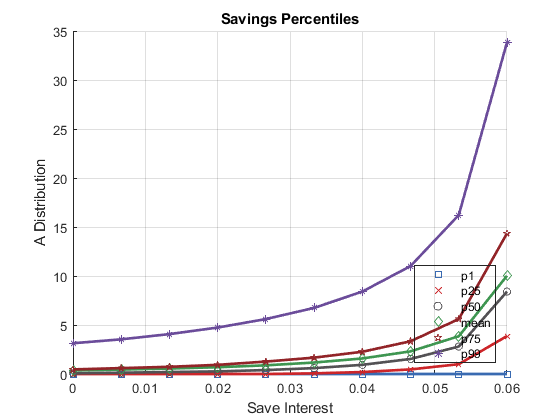 Savings Percentiles
35
30
25
20
15
10
5
0
A Distribution
p1
p25
p50
mean
p75
p99
0 0.01 0.02 0.03 0.04 0.05 0.06
Save Interest